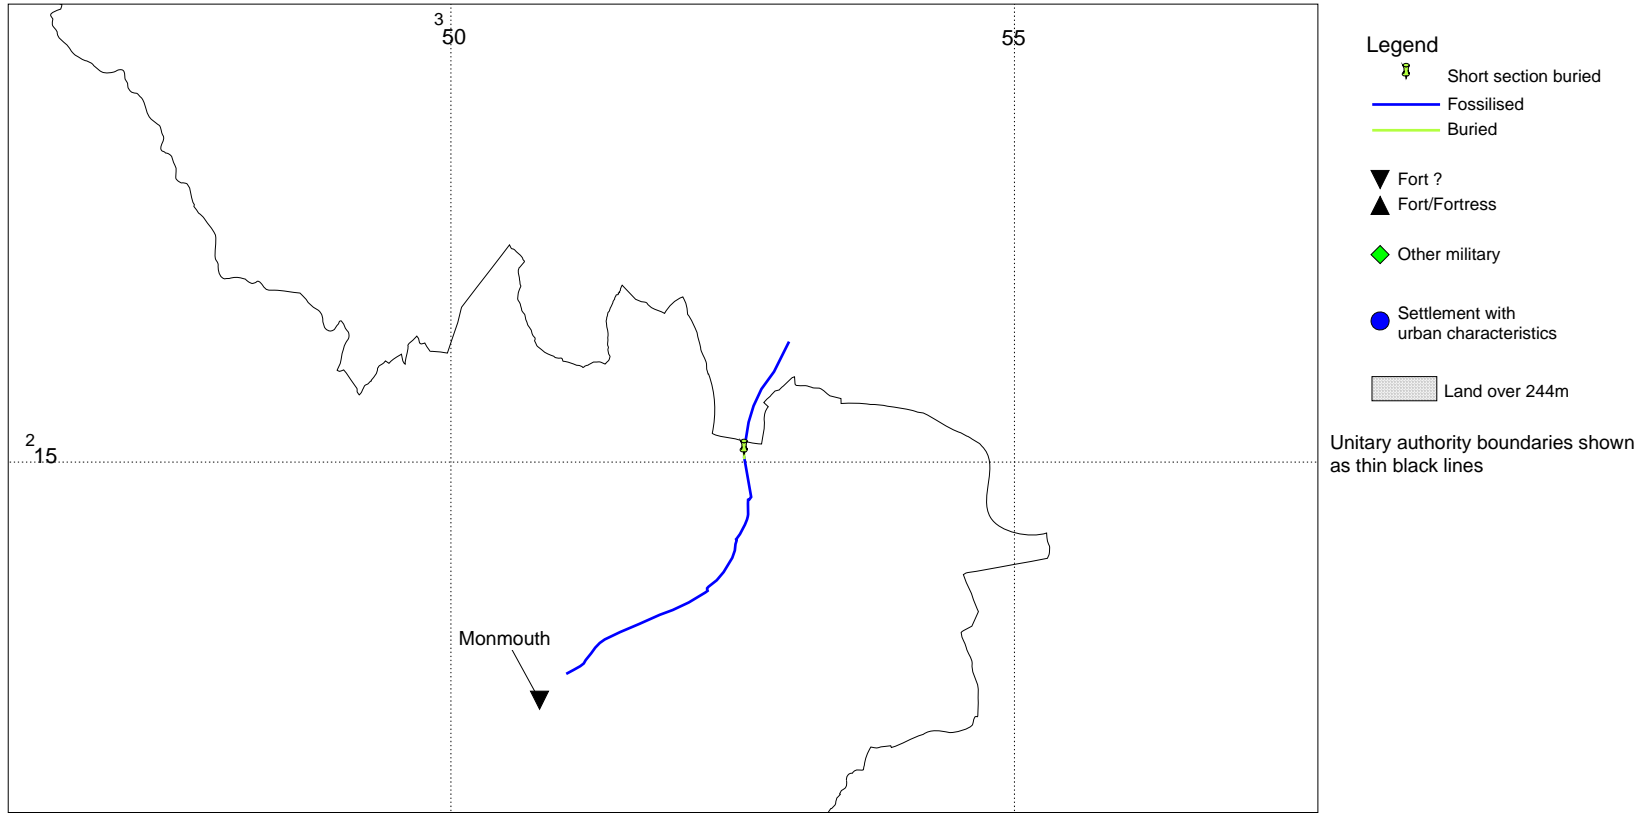 3
50
55
2
15
Monmouth
Legend
Short section buried
Fossilised
Buried
Fort ?
Fort/Fortress
Other military
Settlement with
urban characteristics
Land over 244m
Unitary authority boundaries shown
as thin black lines